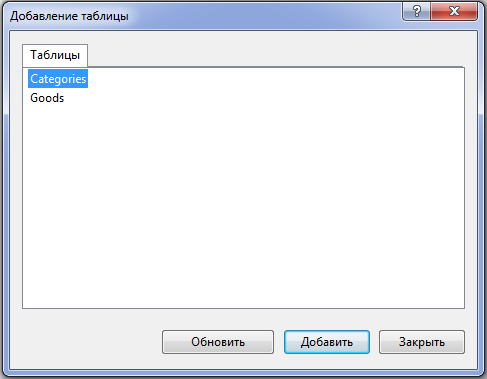 Добавление таблицы
Таблицы
Categories
Goods
Обновить Добавить Закрыть